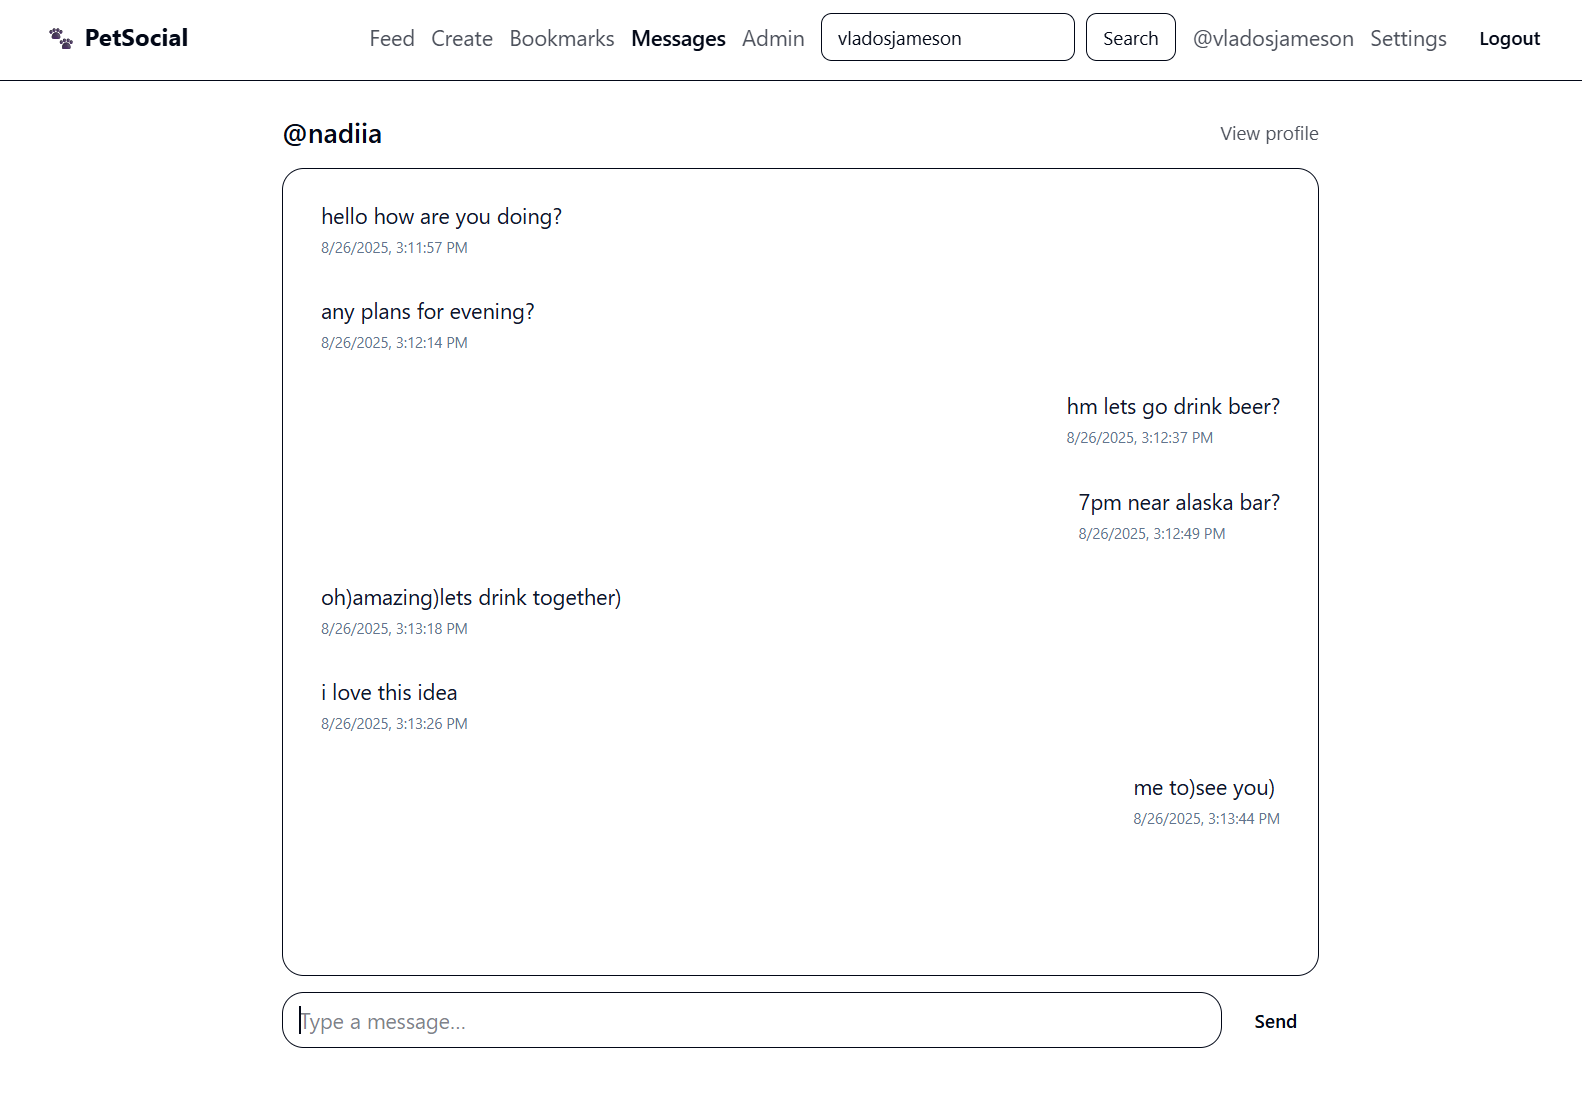 PetSocial Feed Create Bookmarks Messages Admin vladosjameson Search @vladosjameson Settings Logout
@nadiia View profile
hello how are you doing?
8/26/2025, 3:11:57 PM
any plans for evening?
8/26/2025, 3:12:14 PM
hm lets go drink beer?
8/26/2025, 3:12:37 PM
7pm near alaska bar?
8/26/2025, 3:12:49 PM
oh)amazing)lets drink together)
8/26/2025, 3:13:18 PM
i love this idea
8/26/2025, 3:13:26 PM
me to)see you)
8/26/2025, 3:13:44 PM
Type a message... Send